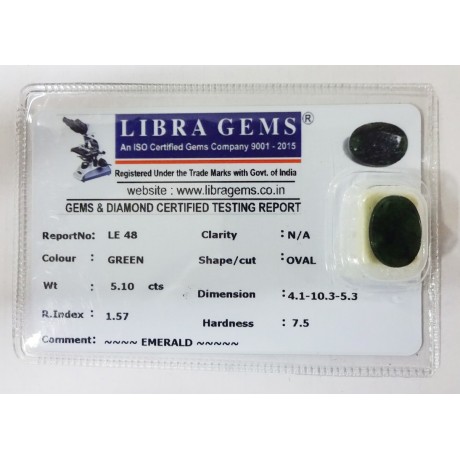 LIBRA GEMS®
An ISO Certified Gems Company 9001 - 2015
Registered Under the Trade Marks with Govt. of India
website : www.libragems.co.in
GEMS & DIAMOND CERTIFIED TESTING REPORT
ReportNo: LE 48 Clarity : N/A
Colour : GREEN Shape/cut : OVAL
Wt : 5.10 cts Dimension : 4.1-10.3-5.3
R.Index : 1.57 Hardness : 7.5
Comment: ~~~~ EMERALD ~~~~~